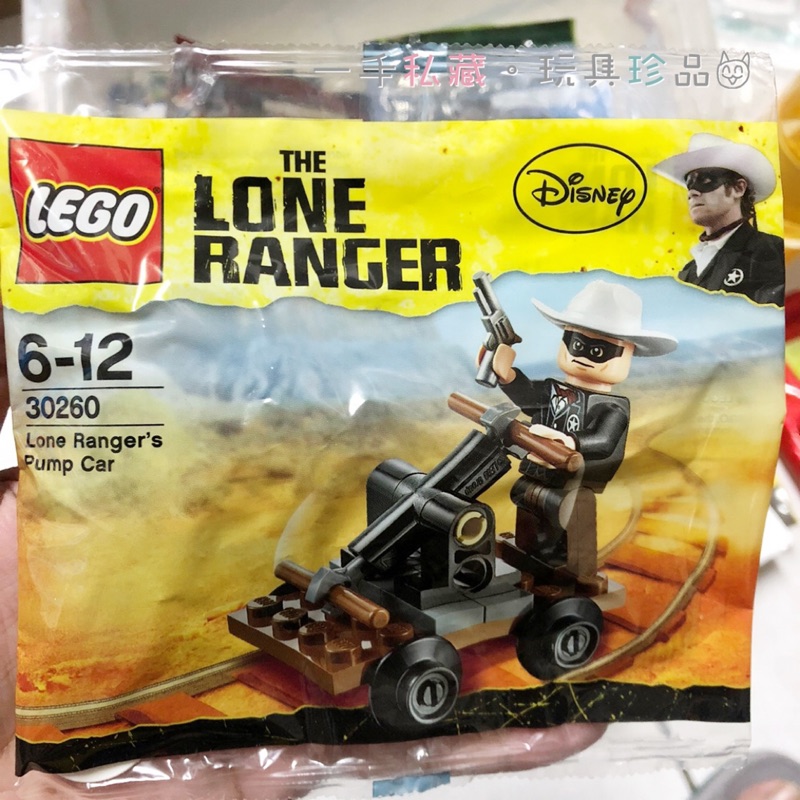 一手私藏・玩具珍品
LEGO
THE
LONE
RANGER
DISNEY
6-12
30260
Lone Ranger's
Pump Car